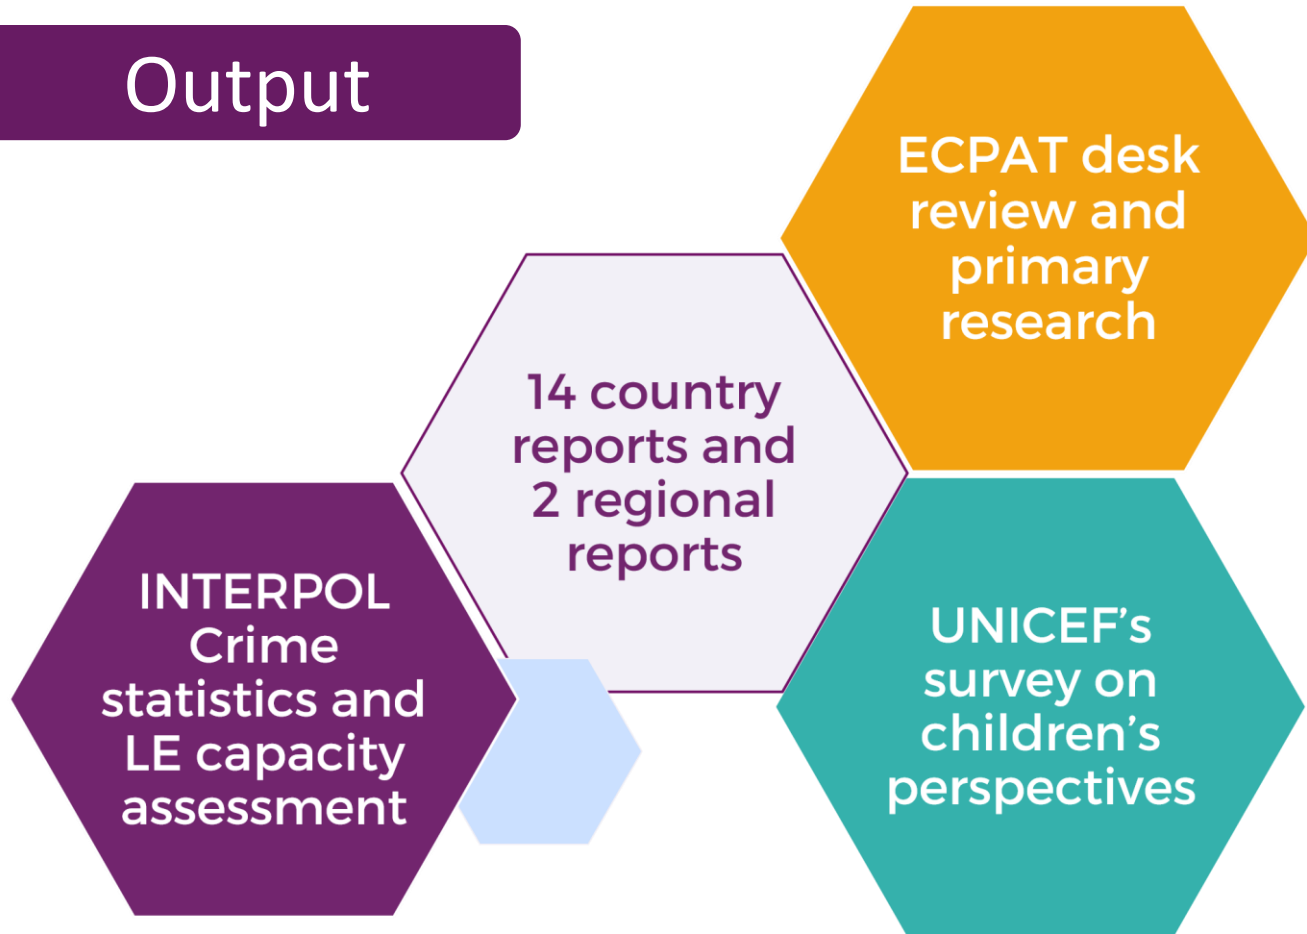 Output
ECPAT desk
review and
primary
research
14 country
reports and
2 regional
reports
INTERPOL
Crime
statistics and
LE capacity
assessment
UNICEF’s
survey on
children’s
perspectives